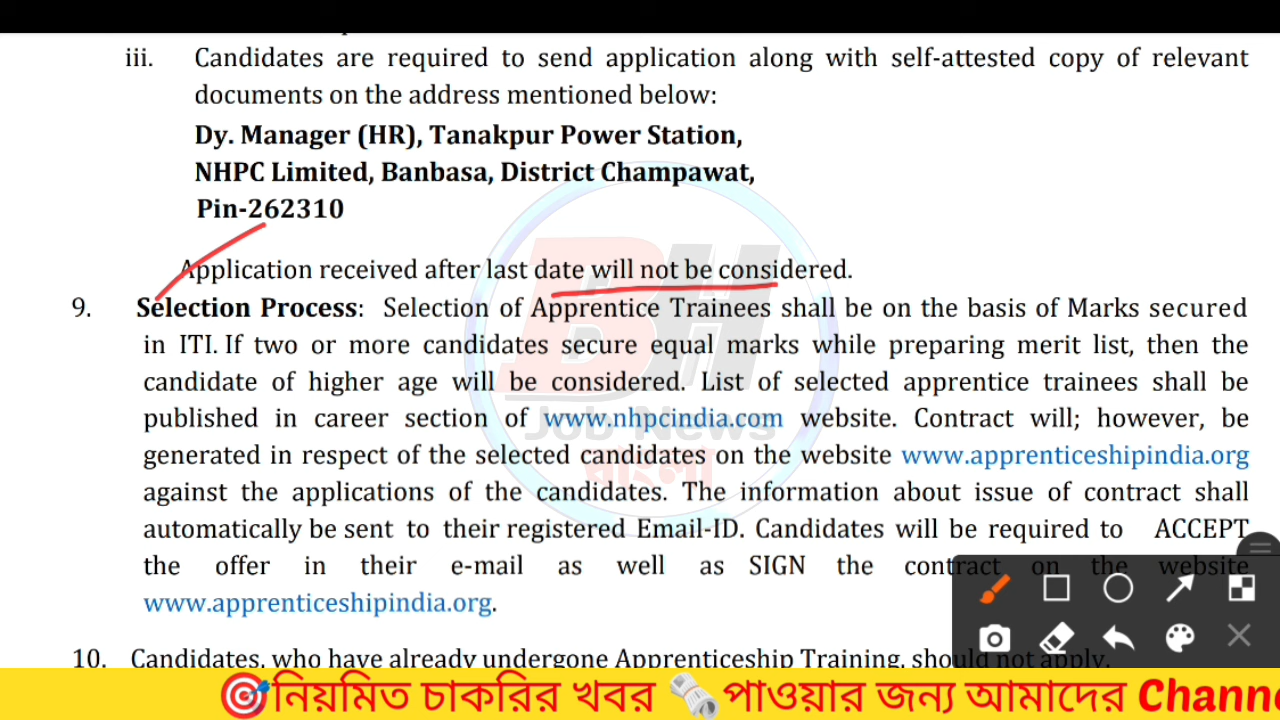 iii. Candidates are required to send application along with self-attested copy of relevant
documents on the address mentioned below:
Dy. Manager (HR), Tanakpur Power Station,
NHPC Limited, Banbasa, District Champawat,
Pin-262310
Application received after last date will not be considered.
9. Selection Process: Selection of Apprentice Trainees shall be on the basis of Marks secured
in ITI. If two or more candidates secure equal marks while preparing merit list, then the
candidate of higher age will be considered. List of selected apprentice trainees shall be
published in career section of www.nhpcindia.com website. Contract will; however, be
generated in respect of the selected candidates on the website www.apprenticeshipindia.org
against the applications of the candidates. The information about issue of contract shall
automatically be sent to their registered Email-ID. Candidates will be required to ACCEPT
the offer in their e-mail as well as SIGN the contract on the website
www.apprenticeshipindia.org.
10. Candidates, who have already undergone Apprenticeship Training, should not apply.
BH
Job News
বাংলা
নিয়মিত চাকরির খবর পাওয়ার জন্য আমাদের Channe